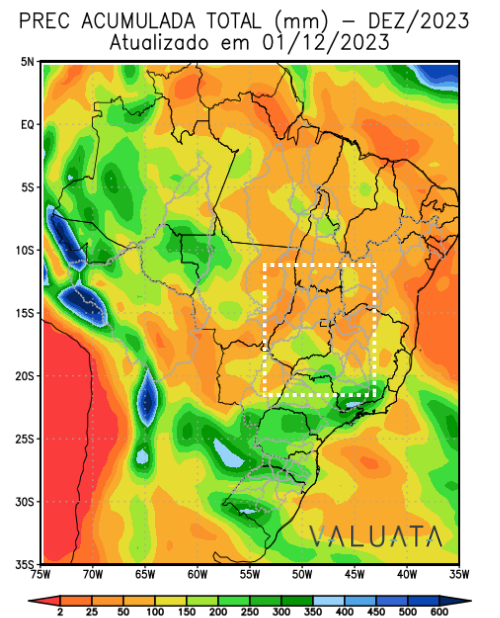 PREC ACUMULADA TOTAL (mm) – DEZ/2023
Atualizado em 01/12/2023
5N
EQ
5S
10S
15S
20S
25S
30S
35S
VALUATA
75W 70W 65W 60W 55W 50W 45W 40W 35W
2 25 50 100 150 200 250 300 350 400 450 500 600